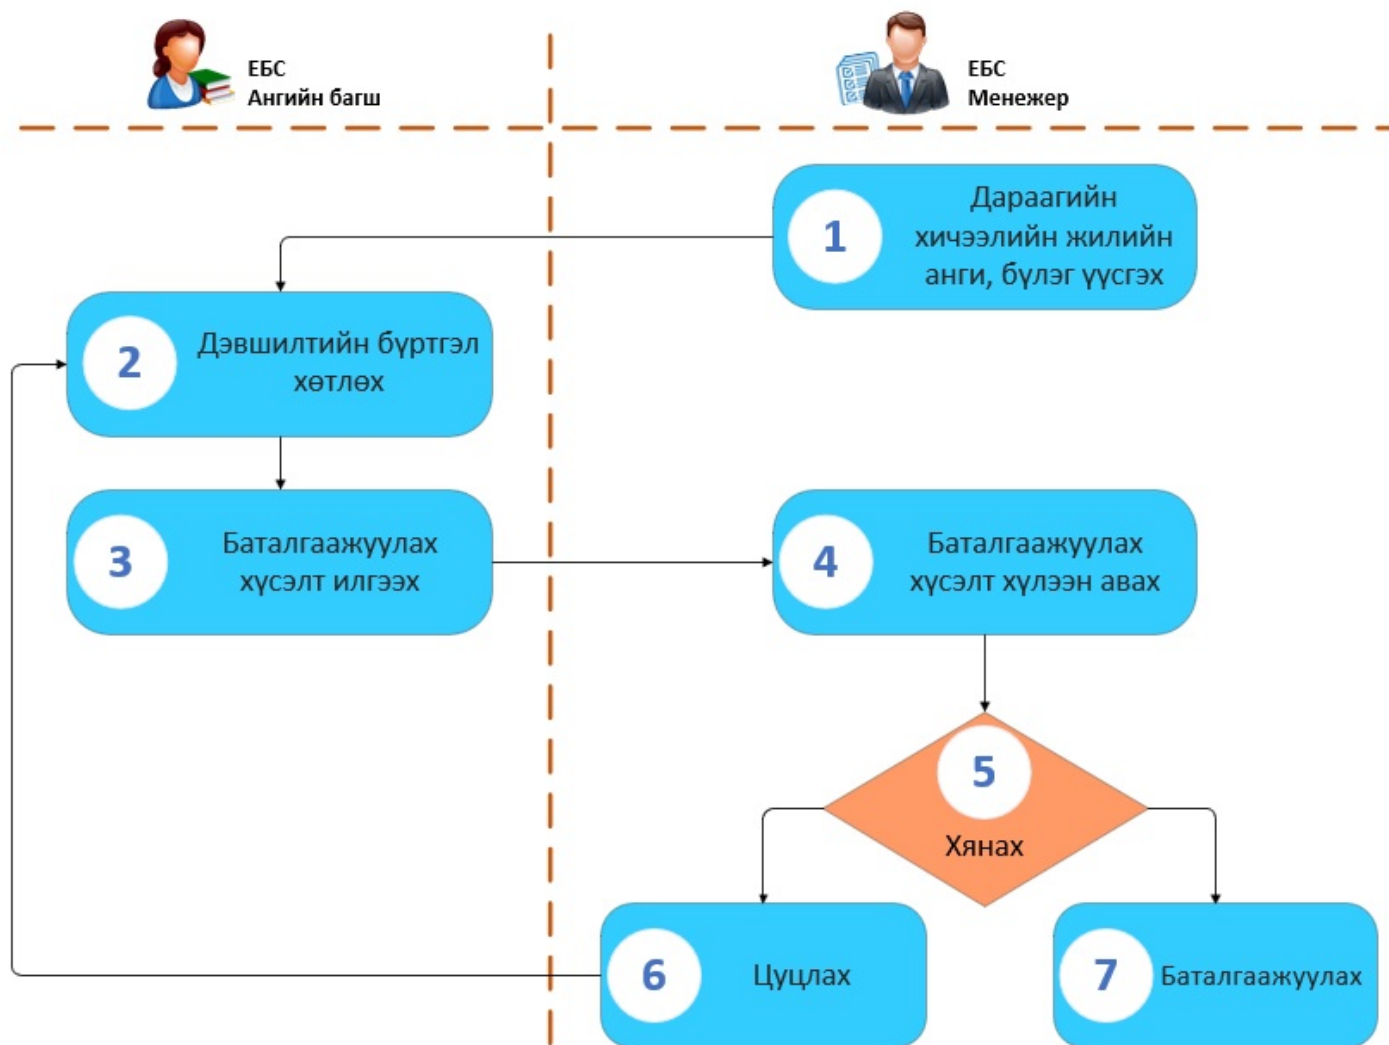 ЕБС
Ангийн багш
ЕБС
Менежер
1
Дараагийн
хичээлийн жилийн
анги, бүлэг үүсгэх
2
Дэвшилтийн бүртгэл
хөтлөх
3
Баталгаажуулах
хүсэлт илгээх
4
Баталгаажуулах
хүсэлт хүлээн авах
5
Хянах
6
Цуцлах
7
Баталгаажуулах